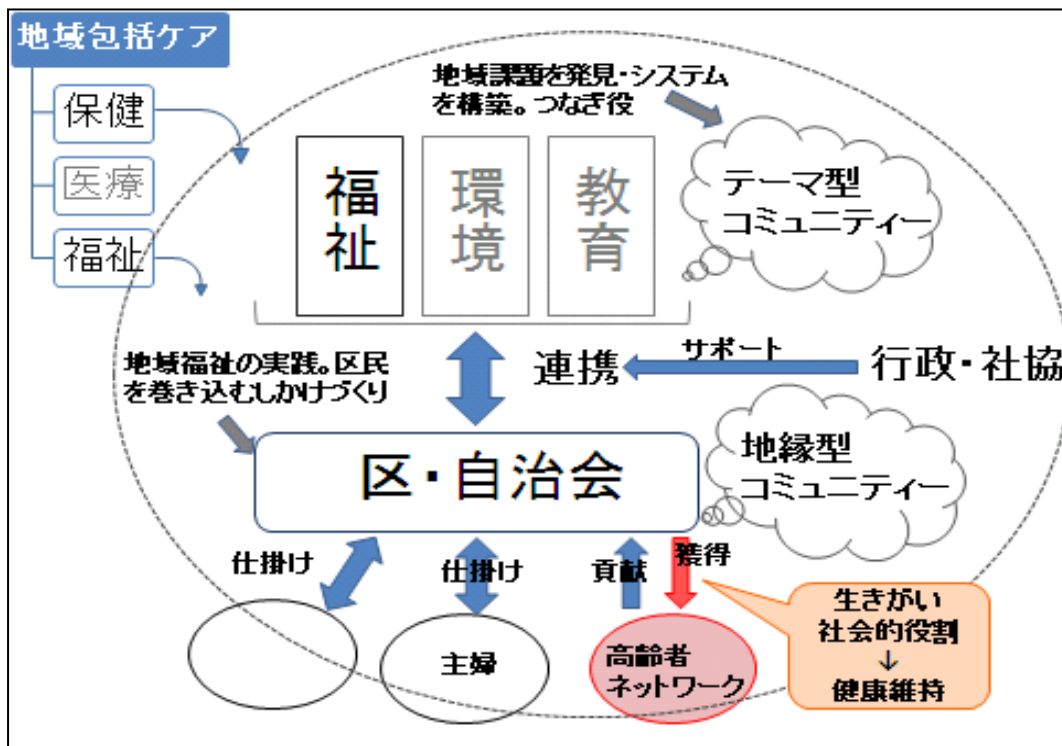 地域包括ケア
保健
医療
福祉
地域課題を発見・システム
を構築。つなぎ役
福祉
環境
教育
テーマ型
コミュニティー
地域福祉の実践。区民
を巻き込むしかけづくり
連携
サポート
行政・社協
区・自治会
地縁型
コミュニティー
仕掛け
仕掛け
貢献
獲得
主婦
高齢者
ネットワーク
生きがい
社会的役割
↓
健康維持